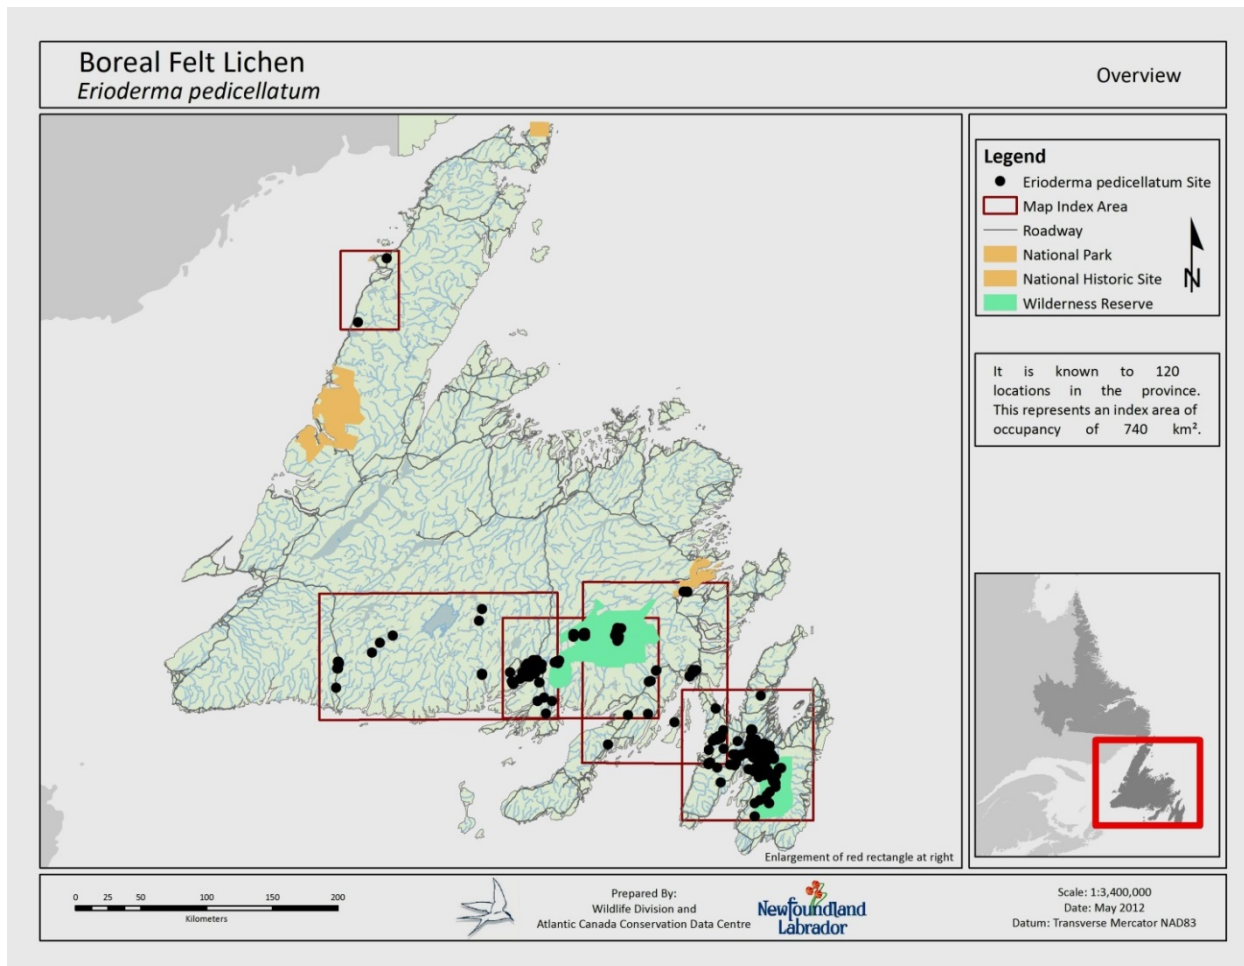 Boreal Felt Lichen
Erioderma pedicellatum
Overview
Legend
Erioderma pedicellatum Site
Map Index Area
Roadway
National Park
National Historic Site
Wilderness Reserve
N
It is known to 120
locations in the province.
This represents an index area of
occupancy of 740 km².
Enlargement of red rectangle at right
0 25 50 100 150 200
Kilometers
Prepared By:
Wildlife Division and
Atlantic Canada Conservation Data Centre
Newfoundland
Labrador
Scale: 1:3,400,000
Date: May 2012
Datum: Transverse Mercator NAD83